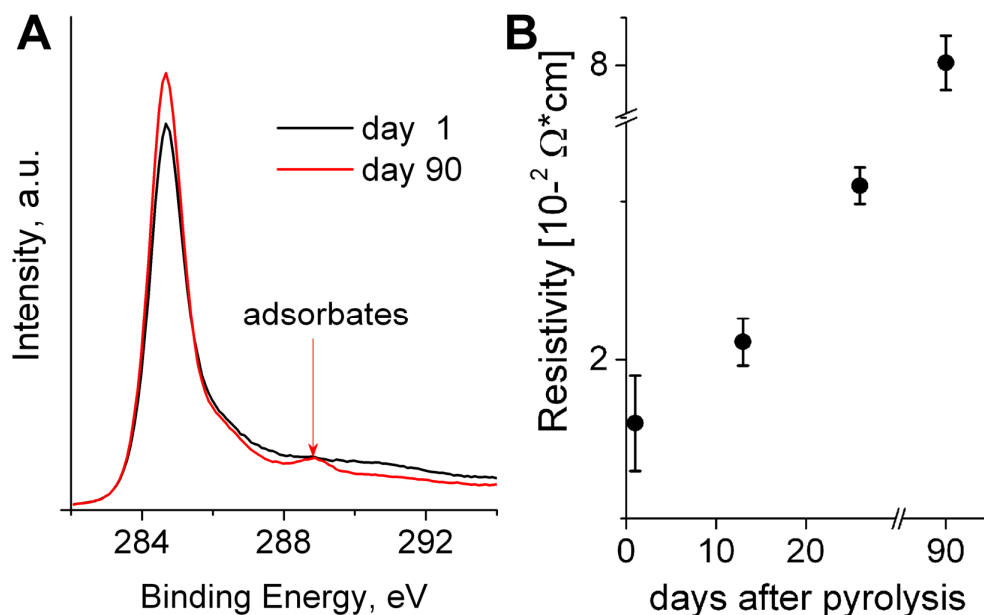 A
day 1
day 90
adsorbates
Intensity, a.u.
284
288
292
Binding Energy, eV
B
8
2
Resistivity [10-² Ω*cm]
0
10
20
90
days after pyrolysis